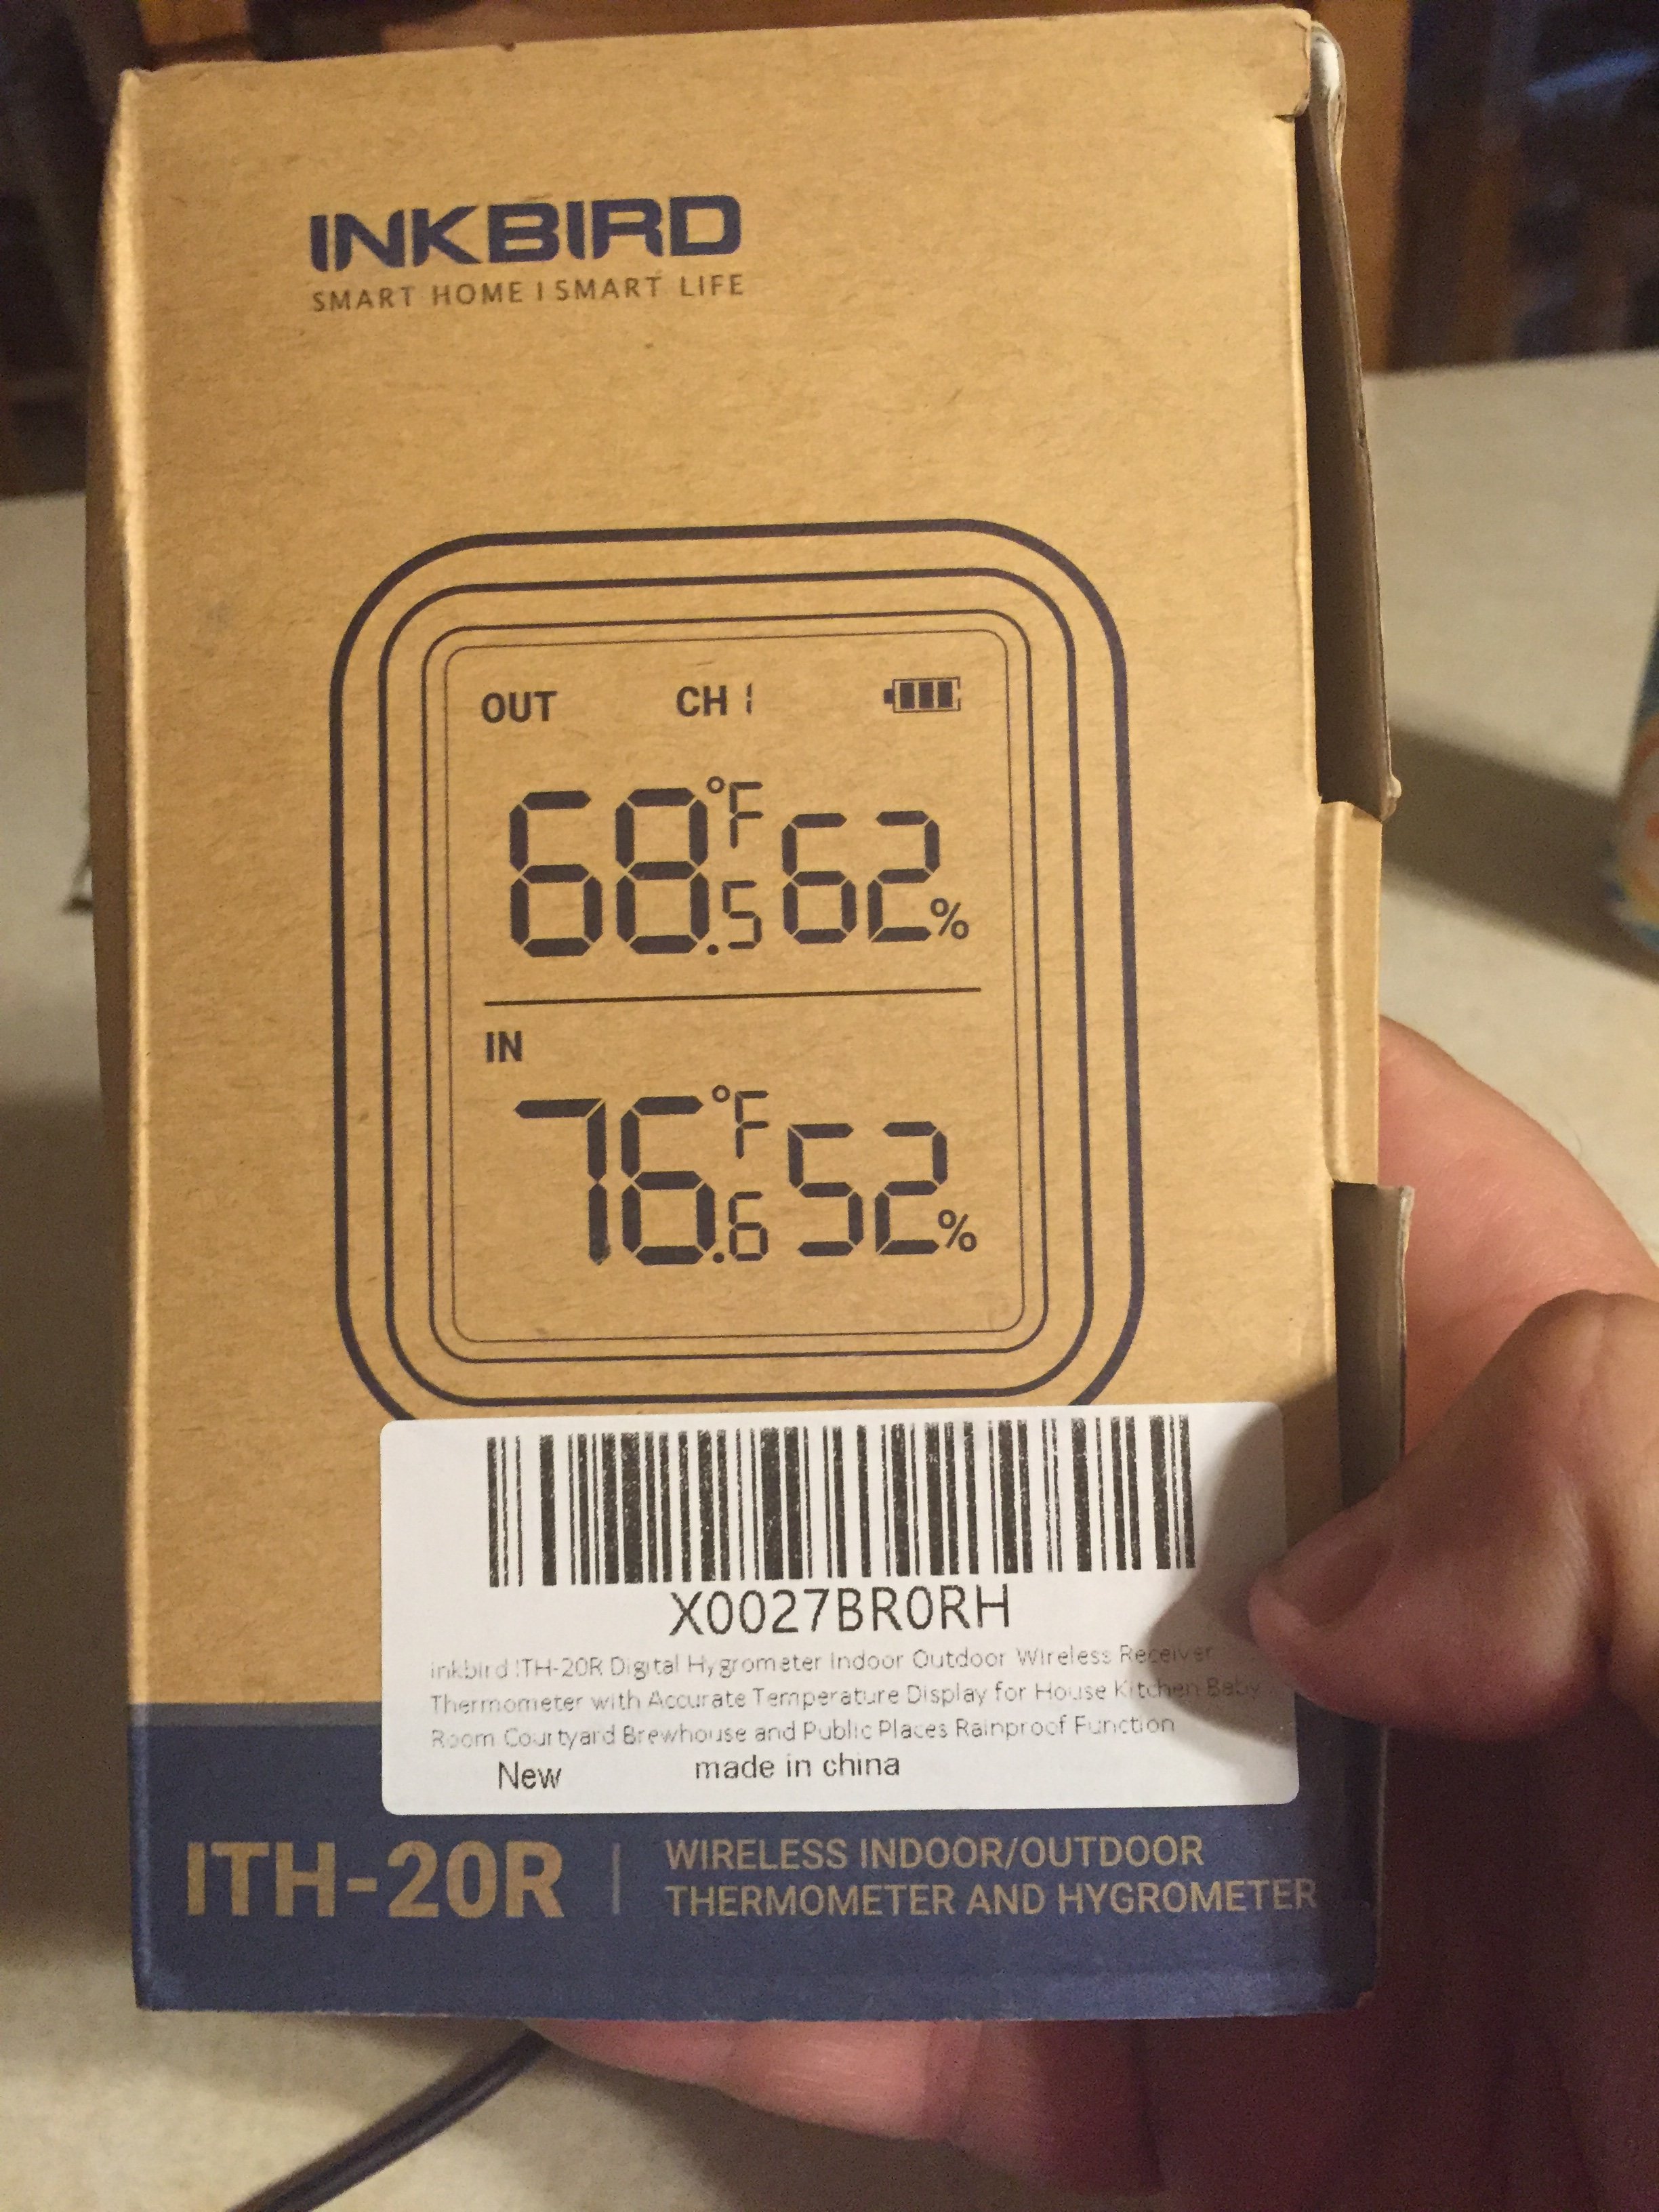 INKBIRD
SMART HOME | SMART LIFE
OUT CH 1
68.5°F 62%
IN
76.6°F 52%
X0027BR0RH
inkbird ITH-20R Digital Hygrometer Indoor Outdoor Wireless Receiver
Thermometer with Accurate Temperature Display for House Kitchen Baby
Room Courtyard Brewhouse and Public Places Rainproof Function
New made in china
ITH-20R | WIRELESS INDOOR/OUTDOOR
THERMOMETER AND HYGROMETER